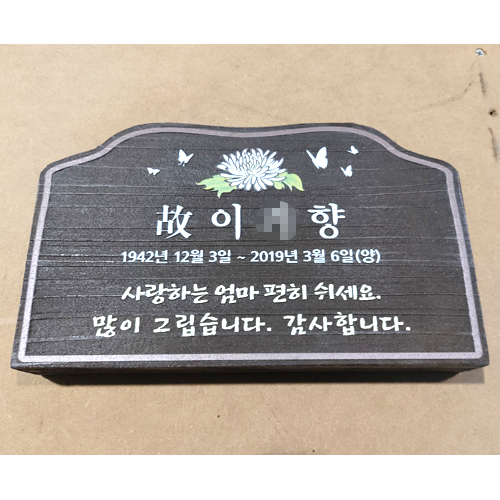 故 이 향
1942년 12월 3일 ~ 2019년 3월 6일(양)
사랑하는 엄마 편히 쉬세요.
많이 그립습니다. 감사합니다.